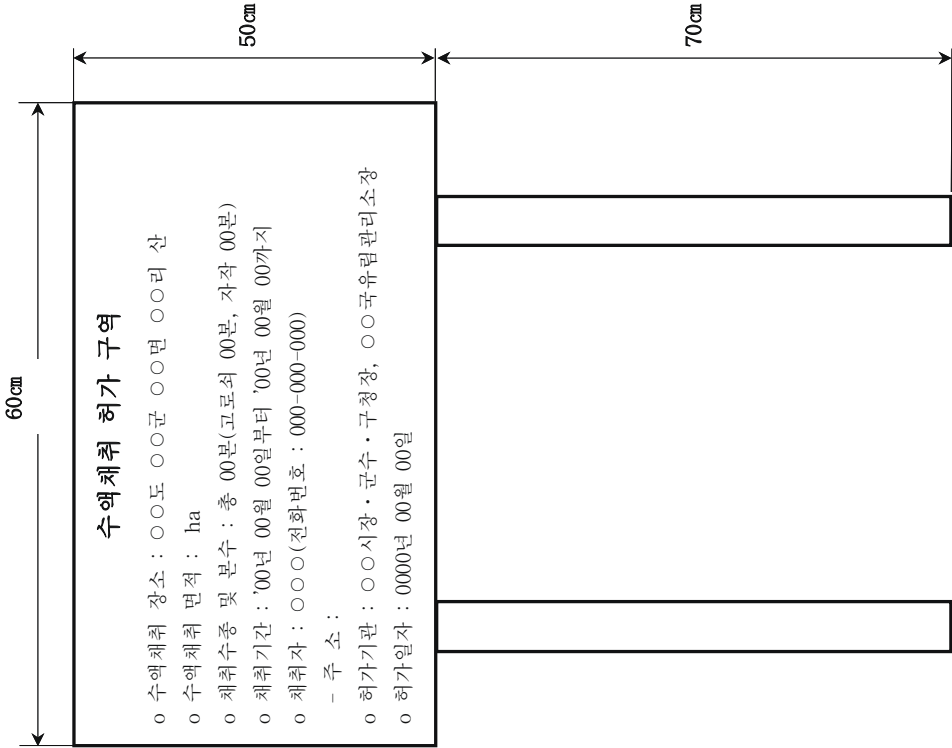 60㎝
50㎝
수액채취 허가 구역
o 수액채취 장소 : ○○도 ○○군 ○○면 ○○리 산
o 수액채취 면적 : ha
o 채취수종 및 본수 : 총 00본(고로쇠 00본, 자작 00본)
o 채취기간 : '00년 00월 00일부터 '00년 00월 00까지
o 채취자 : ○○○(전화번호 : 000-000-000)
- 주 소 :
o 허가기관 : ○○시장·군수·구청장, ○○국유림관리소장
o 허가일자 : 0000년 00월 00일
70㎝